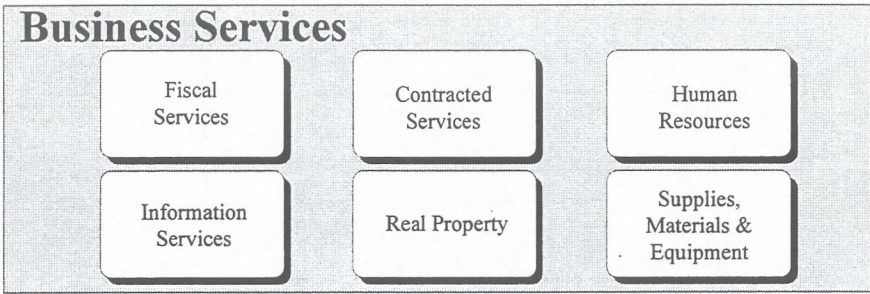 Business Services
Fiscal
Services
Contracted
Services
Human
Resources
Information
Services
Real Property
Supplies,
Materials &
Equipment